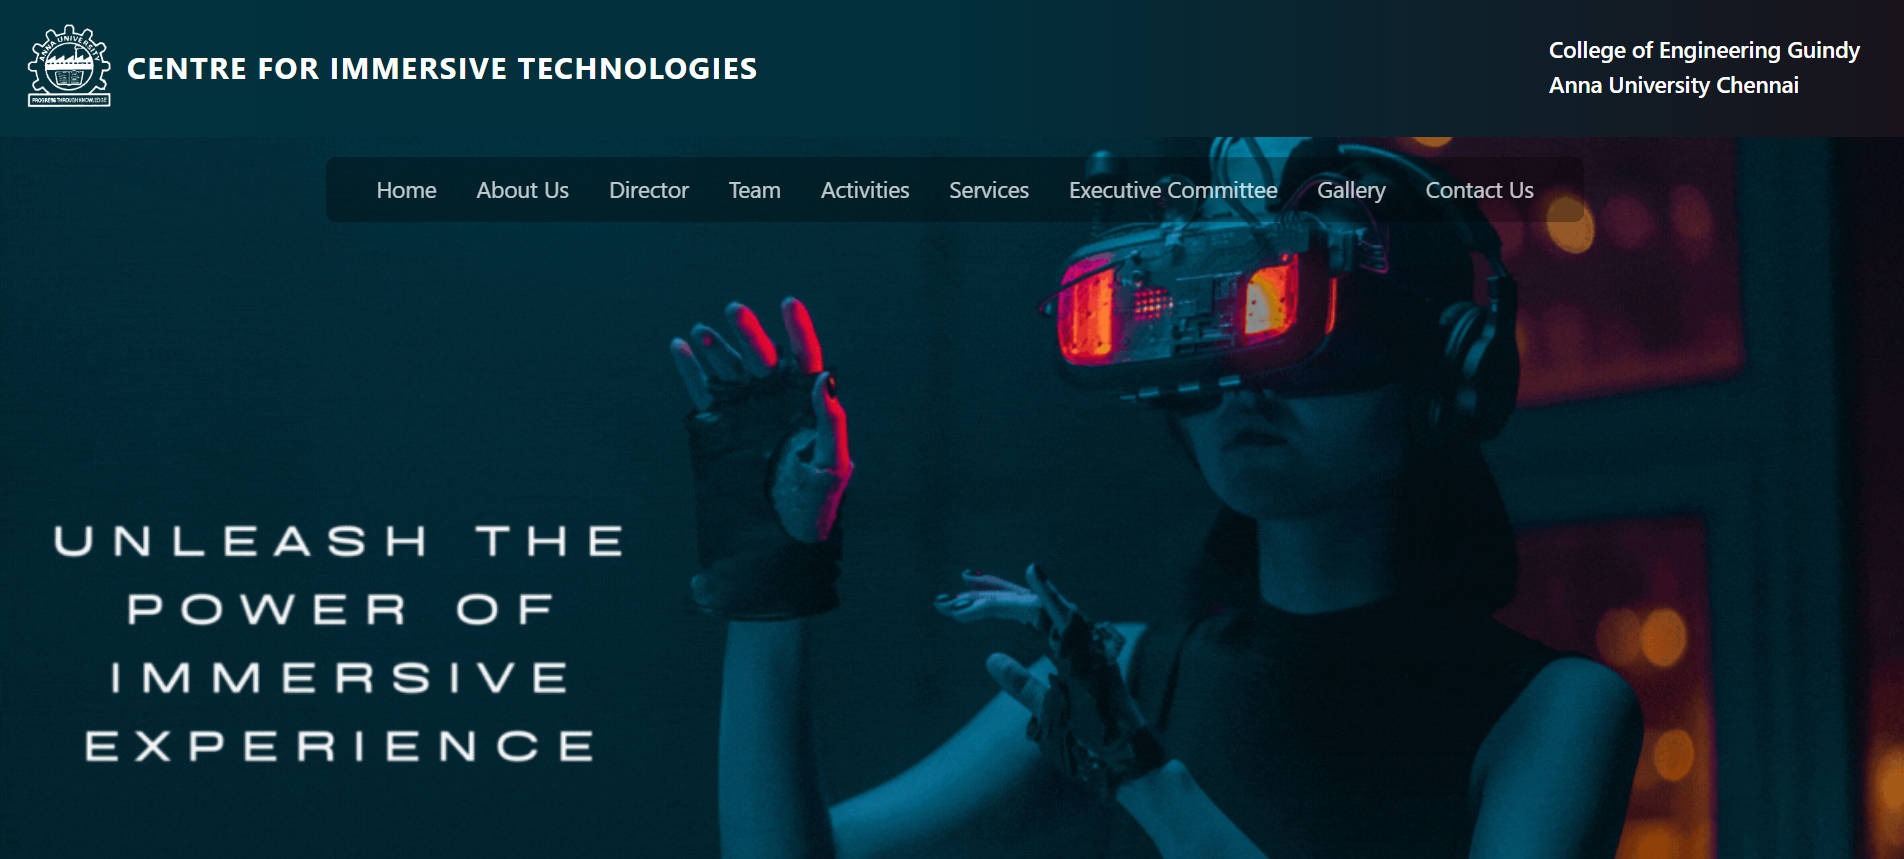 ANNA UNIVERSITY
PROGRESS THROUGH KNOWLEDGE
CENTRE FOR IMMERSIVE TECHNOLOGIES
College of Engineering Guindy
Anna University Chennai
Home About Us Director Team Activities Services Executive Committee Gallery Contact Us
UNLEASH THE
POWER OF
IMMERSIVE
EXPERIENCE